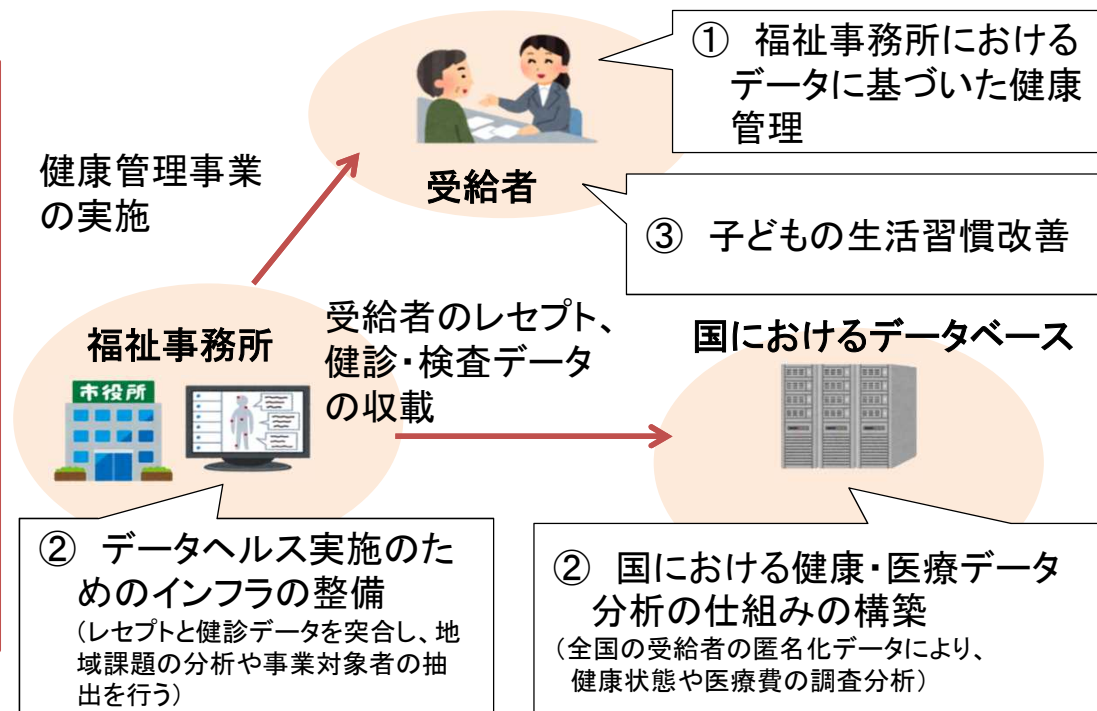 ① 福祉事務所における
データに基づいた健康
管理
受給者
健康管理事業
の実施
③ 子どもの生活習慣改善
福祉事務所
市役所
受給者のレセプト、
健診・検査データ
の収載
国におけるデータベース
② データヘルス実施のた
めのインフラの整備
（レセプトと健診データを突合し、地
域課題の分析や事業対象者の抽
出を行う）
② 国における健康・医療データ
分析の仕組みの構築
（全国の受給者の匿名化データにより、
健康状態や医療費の調査分析）